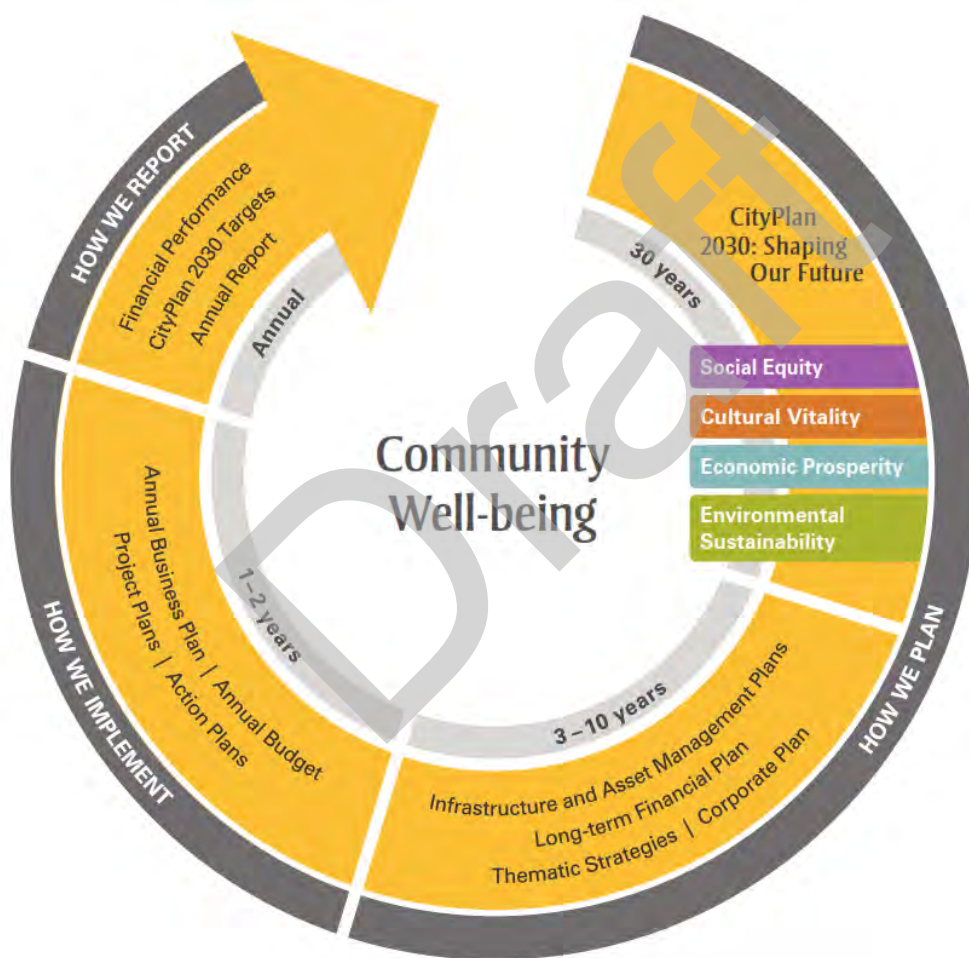 HOW WE PLAN
30 years
CityPlan
2030: Shaping
Our Future
Social Equity
Cultural Vitality
Economic Prosperity
Environmental
Sustainability
3–10 years
Infrastructure and Asset Management Plans
Long-term Financial Plan
Thematic Strategies | Corporate Plan
HOW WE IMPLEMENT
1–2 years
Annual Business Plan | Annual Budget
Project Plans | Action Plans
HOW WE REPORT
Annual
Financial Performance
CityPlan 2030 Targets
Annual Report
Community
Well-being
Draft